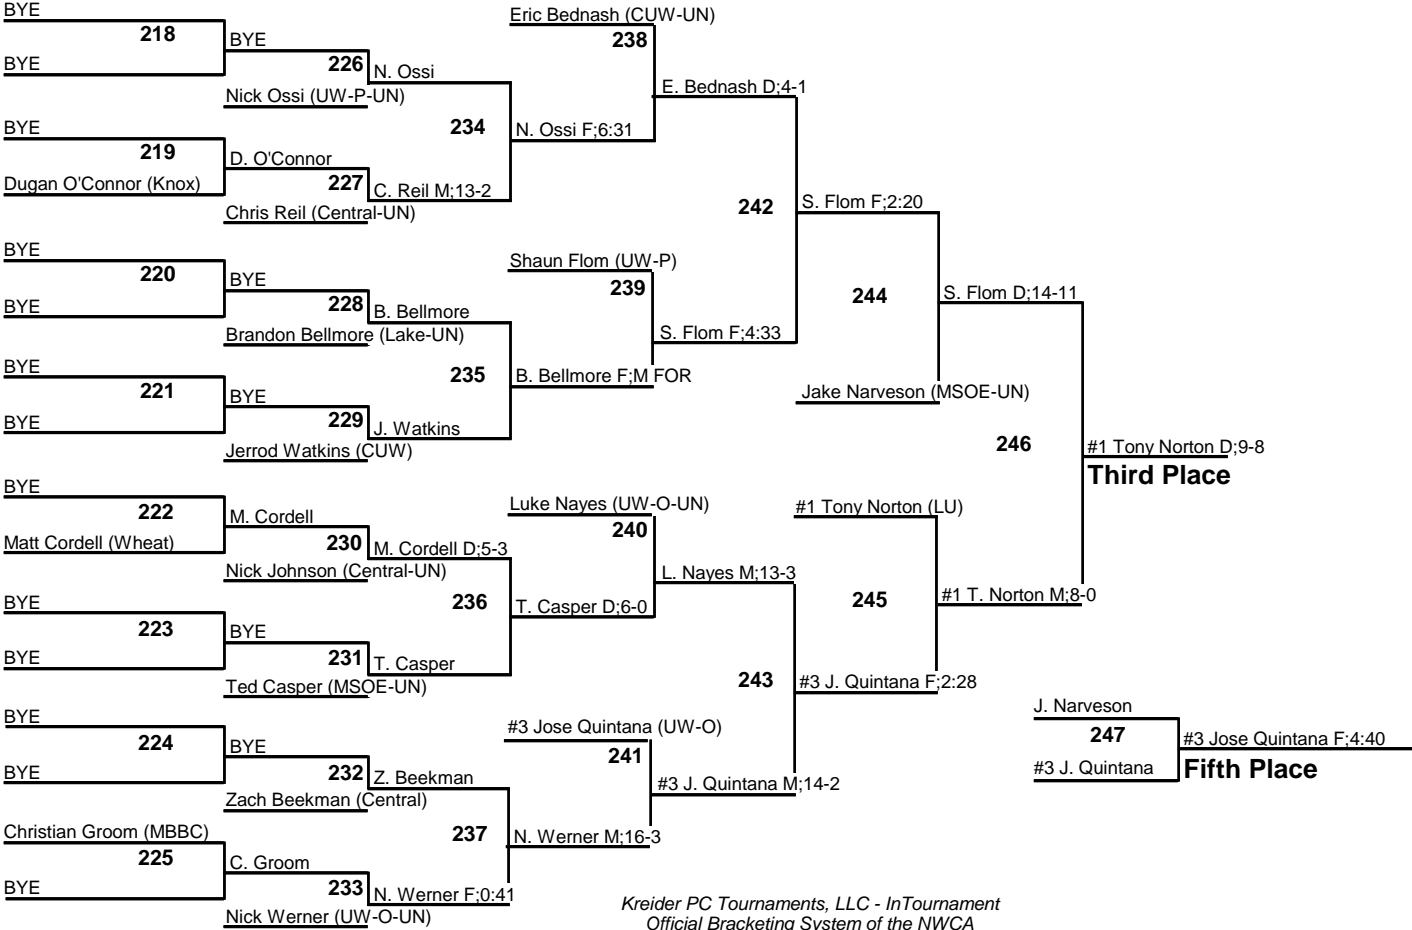 BYE
218
BYE
BYE
226
N. Ossi
Nick Ossi (UW-P-UN)
234
N. Ossi F;6:31
BYE
219
Dugan O'Connor (Knox)
D. O'Connor
227
C. Reil M;13-2
Chris Reil (Central-UN)
Eric Bednash (CUW-UN)
238
E. Bednash D;4-1
242
S. Flom F;2:20
BYE
220
BYE
BYE
228
B. Bellmore
Brandon Bellmore (Lake-UN)
235
B. Bellmore F;M FOR
BYE
221
BYE
BYE
229
J. Watkins
Jerrod Watkins (CUW)
Shaun Flom (UW-P)
239
S. Flom F;4:33
244
S. Flom D;14-11
Jake Narveson (MSOE-UN)
246
#1 Tony Norton D;9-8
Third Place
BYE
222
Matt Cordell (Wheat)
M. Cordell
230
M. Cordell D;5-3
Nick Johnson (Central-UN)
236
T. Casper D;6-0
BYE
223
BYE
BYE
231
T. Casper
Ted Casper (MSOE-UN)
Luke Nayes (UW-O-UN)
240
L. Nayes M;13-3
243
#3 J. Quintana F;2:28
#1 Tony Norton (LU)
245
#1 T. Norton M;8-0
BYE
224
BYE
BYE
232
Z. Beekman
Zach Beekman (Central)
237
N. Werner M;16-3
Christian Groom (MBBC)
225
BYE
C. Groom
233
N. Werner F;0:41
Nick Werner (UW-O-UN)
#3 Jose Quintana (UW-O)
241
#3 J. Quintana M;14-2
J. Narveson
247
#3 J. Quintana
#3 Jose Quintana F;4:40
Fifth Place
Kreider PC Tournaments, LLC - InTournament
Official Bracketing System of the NWCA